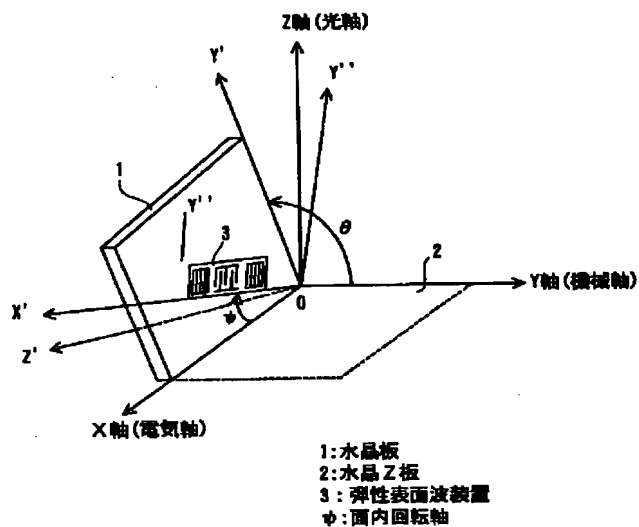 Z軸(光軸)
Y'
Y''
1
Y''
3
θ
2
Y軸(機械軸)
0
X'
ψ
Z'
X軸(電気軸)
1:水晶板
2:水晶Z板
3:弾性表面波装置
ψ:面内回転軸